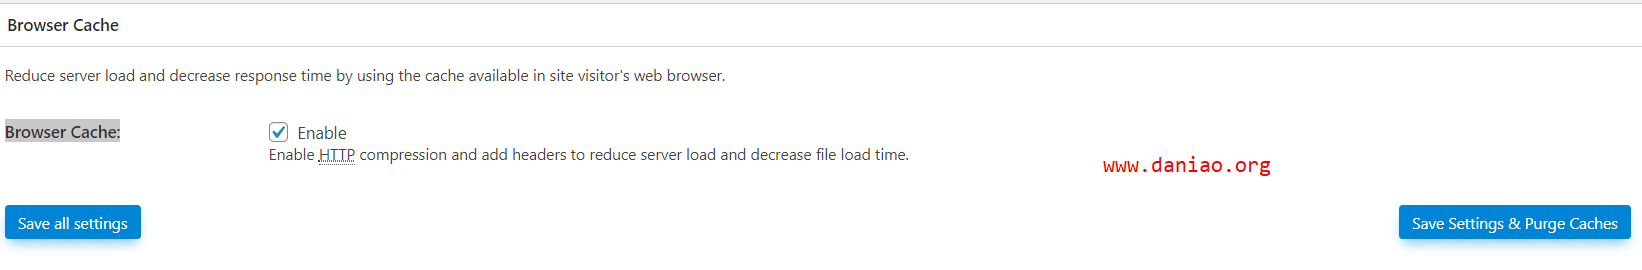 Browser Cache
Reduce server load and decrease response time by using the cache available in site visitor's web browser.
Browser Cache:
Enable
Enable HTTP compression and add headers to reduce server load and decrease file load time.
www.daniao.org
Save all settings
Save Settings & Purge Caches